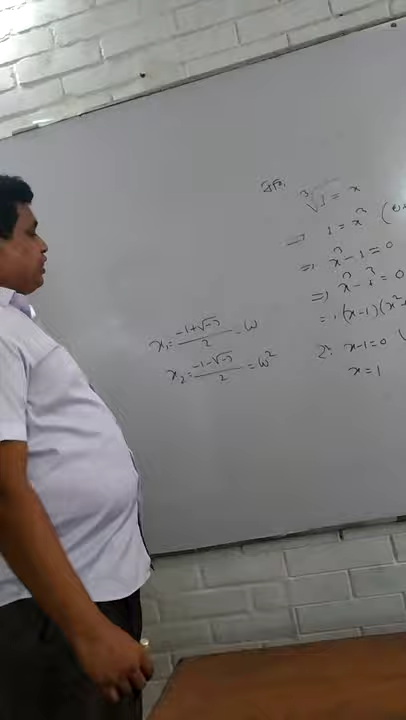 ধরি, ∛1 = x
⇒ 1 = x³ (
⇒ x³ − 1 = 0
⇒ x³ − 1³ = 0
⇒ (x−1)(x²+
x−1=0
x=1
x₁ = (−1+√−3)/2 = ω
x₂ = (−1−√−3)/2 = ω²